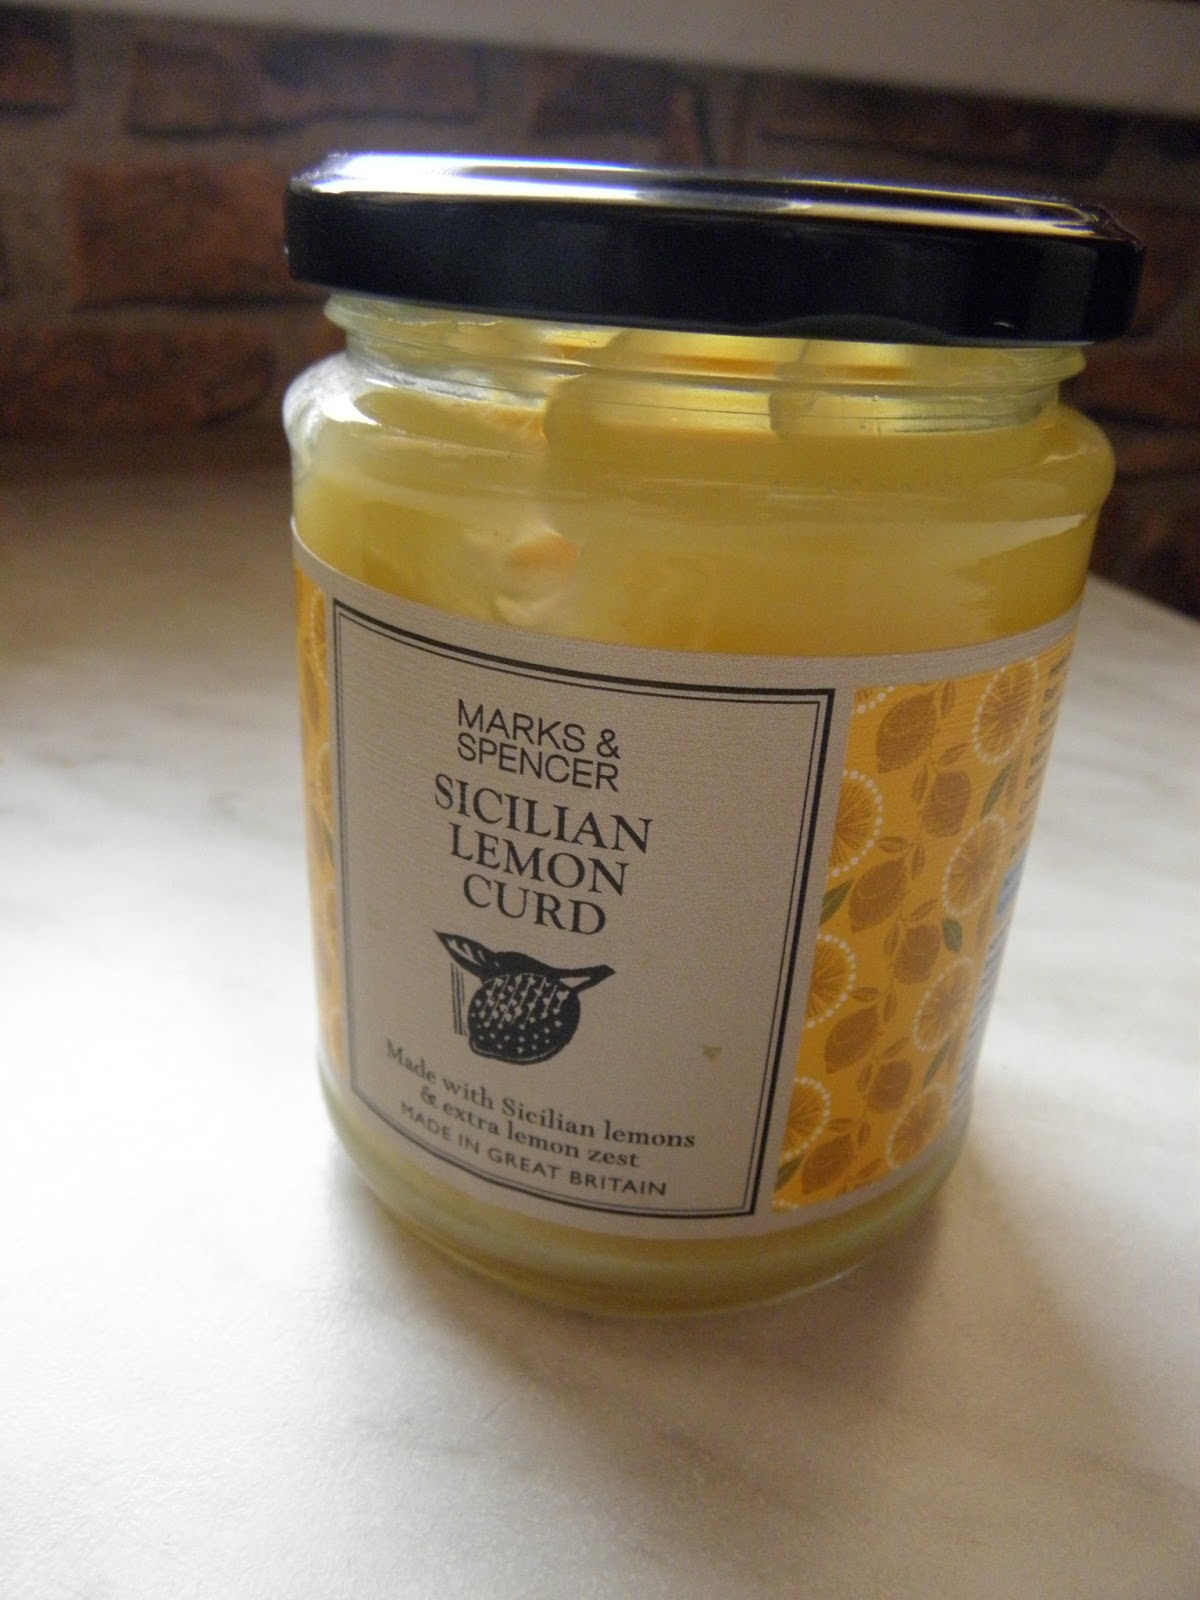 MARKS &
SPENCER
SICILIAN
LEMON
CURD
Made with Sicilian lemons
& extra lemon zest
MADE IN GREAT BRITAIN